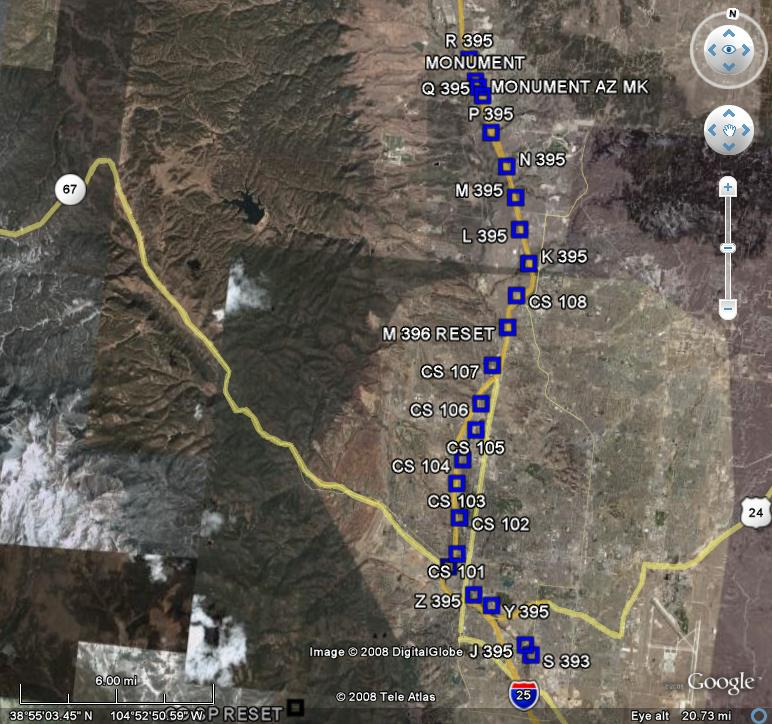 N
R 395
MONUMENT
Q 395
MONUMENT AZ MK
P 395
N 395
67
M 395
L 395
K 395
CS 108
M 396 RESET
CS 107
CS 106
CS 105
CS 104
CS 103
24
CS 102
CS 101
Z 395
Y 395
Image © 2008 DigitalGlobe
J 395
S 393
6.00 mi
© 2008 Tele Atlas
25
Google
P RESET
38°55'03.45" N 104°52'50.59" W
Eye alt 20.73 mi